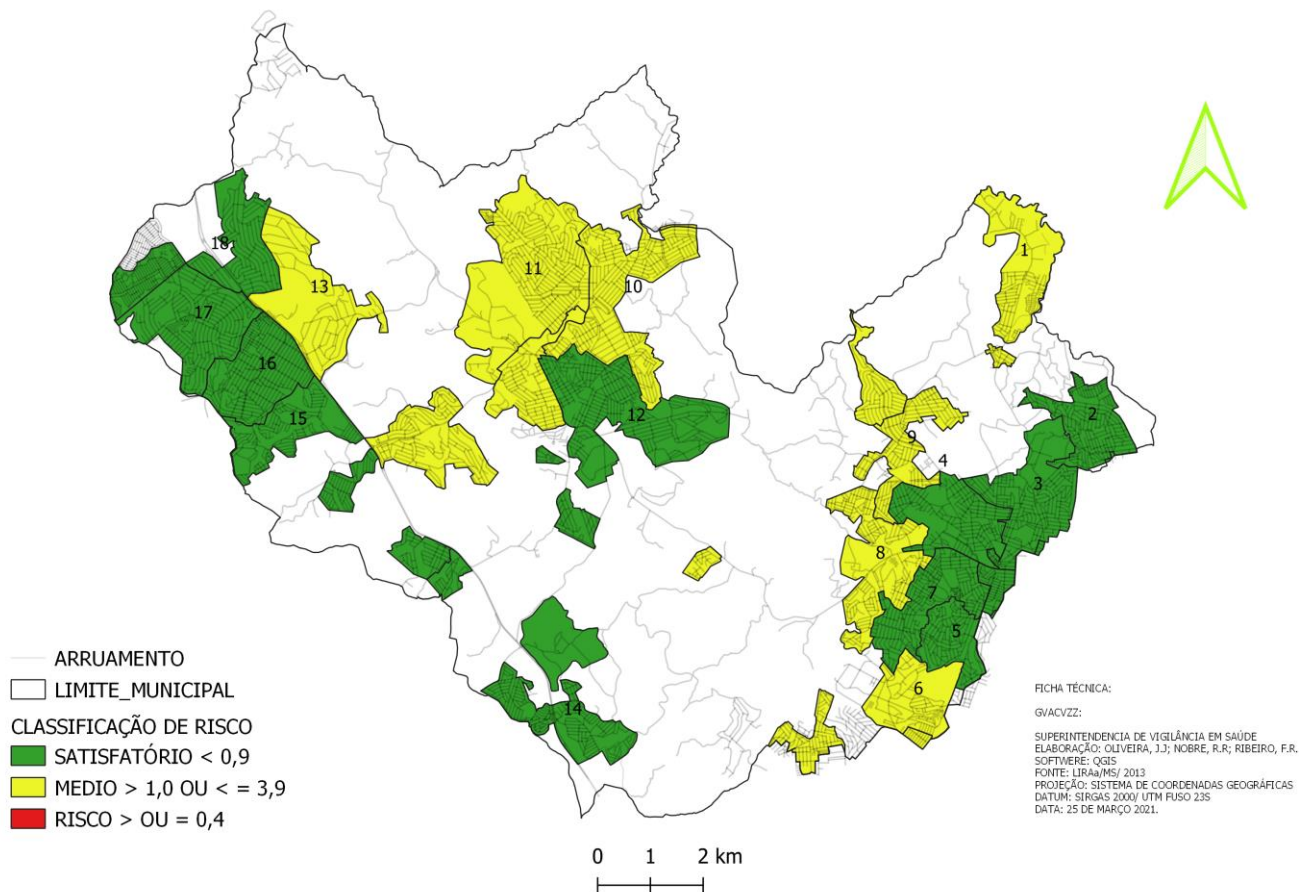 1
18
11
13
10
17
16
12
2
15
9
4
3
8
7
5
6
14
ARRUAMENTO
LIMITE_MUNICIPAL
CLASSIFICAÇÃO DE RISCO
SATISFATÓRIO < 0,9
MEDIO > 1,0 OU < = 3,9
RISCO > OU = 0,4
0 1 2 km
FICHA TÉCNICA:
GVACVZZ:
SUPERINTENDENCIA DE VIGILÂNCIA EM SAÚDE
ELABORAÇÃO: OLIVEIRA, J.J; NOBRE, R.R; RIBEIRO, F.R.
SOFTWERE: QGIS
FONTE: LIRAa/MS/ 2013
PROJEÇÃO: SISTEMA DE COORDENADAS GEOGRÁFICAS
DATUM: SIRGAS 2000/ UTM FUSO 23S
DATA: 25 DE MARÇO 2021.